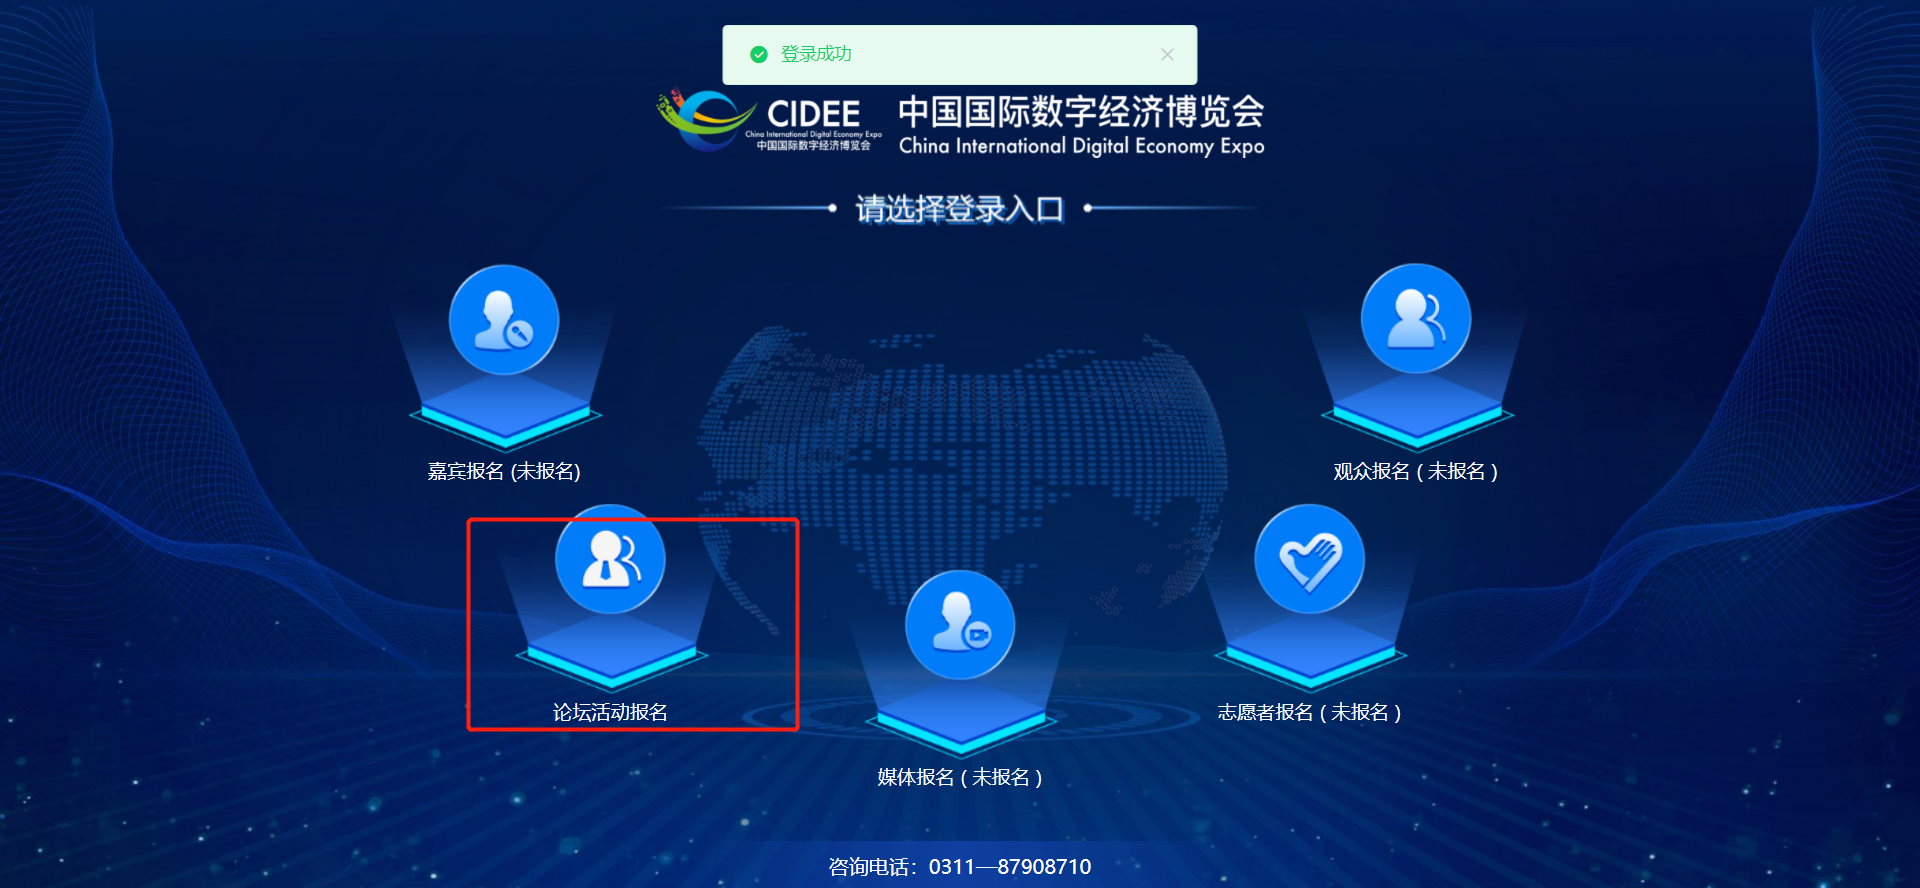 登录成功
CIDEE
China International Digital Economy Expo
中国国际数字经济博览会
中国国际数字经济博览会
China International Digital Economy Expo
请选择登录入口
嘉宾报名 (未报名)
观众报名 ( 未报名 )
论坛活动报名
志愿者报名 ( 未报名 )
媒体报名 ( 未报名 )
咨询电话：0311—87908710